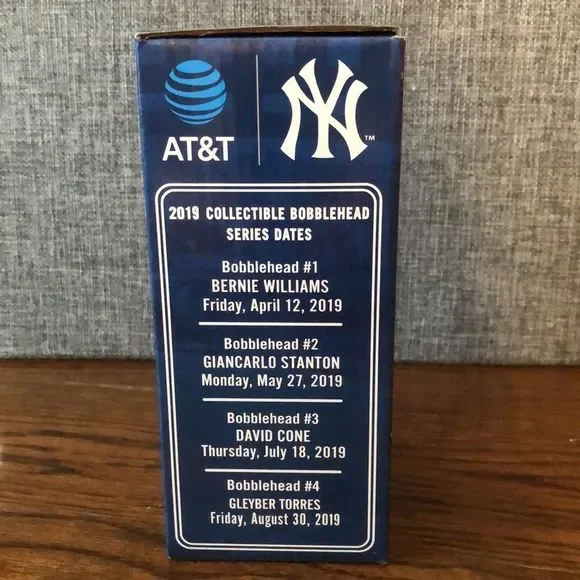 AT&T
NY
TM
2019 COLLECTIBLE BOBBLEHEAD
SERIES DATES
Bobblehead #1
BERNIE WILLIAMS
Friday, April 12, 2019
Bobblehead #2
GIANCARLO STANTON
Monday, May 27, 2019
Bobblehead #3
DAVID CONE
Thursday, July 18, 2019
Bobblehead #4
GLEYBER TORRES
Friday, August 30, 2019